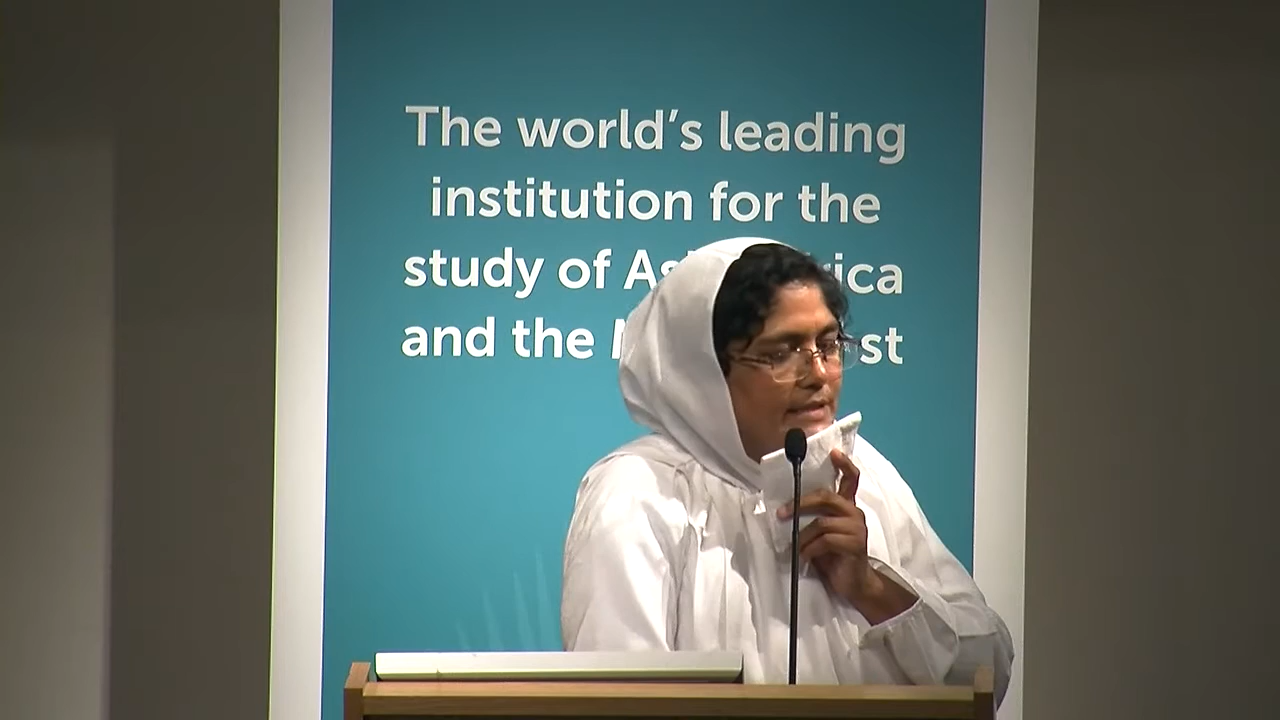 The world's leading
institution for the
study of
and the